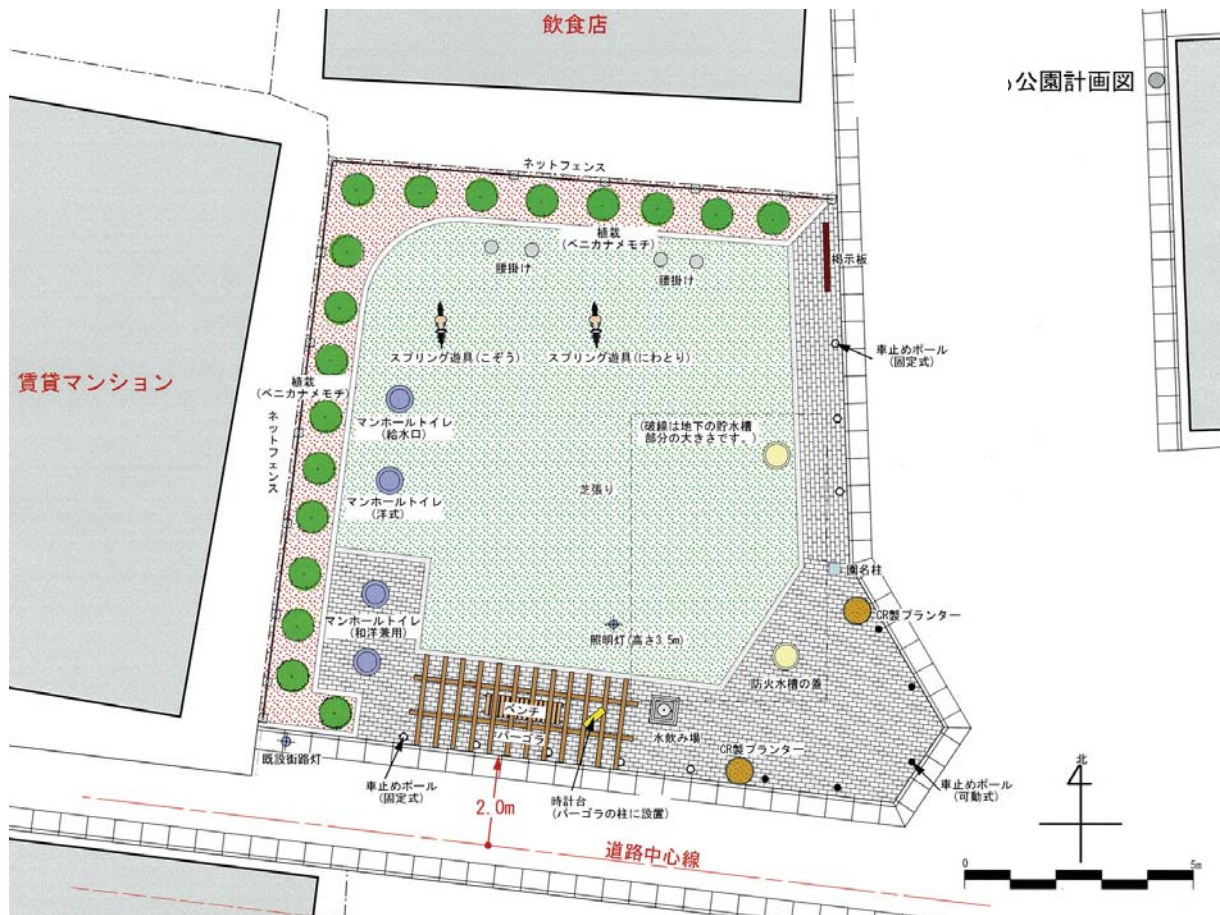 飲食店
公園計画図
ネットフェンス
植栽
(ベニカナメモチ)
腰掛け
腰掛け
掲示板
スプリング遊具(こぞう)
スプリング遊具(にわとり)
車止めポール
(固定式)
賃貸マンション
植栽
(ベニカナメモチ)
ネットフェンス
マンホールトイレ
(給水口)
(破線は地下の貯水槽
部分の大きさです。)
マンホールトイレ
(洋式)
芝張り
園名柱
CR製プランター
マンホールトイレ
(和洋兼用)
照明灯(高さ3.5m)
防火水槽の蓋
ベンチ
パーゴラ
水飲み場
CR製プランター
既設街路灯
車止めポール
(固定式)
2.0m
時計台
(パーゴラの柱に設置)
車止めポール
(可動式)
北
道路中心線
0
5m